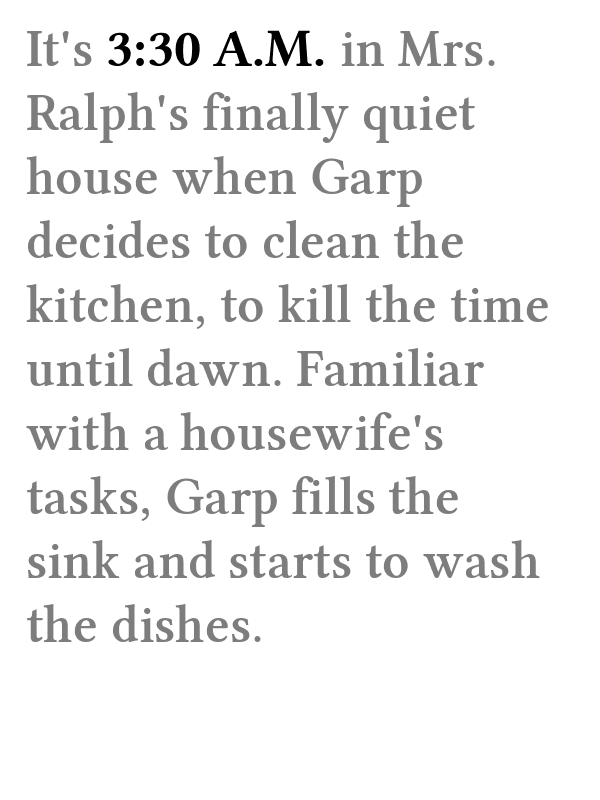 It's 3:30 A.M. in Mrs.
Ralph's finally quiet
house when Garp
decides to clean the
kitchen, to kill the time
until dawn. Familiar
with a housewife's
tasks, Garp fills the
sink and starts to wash
the dishes.